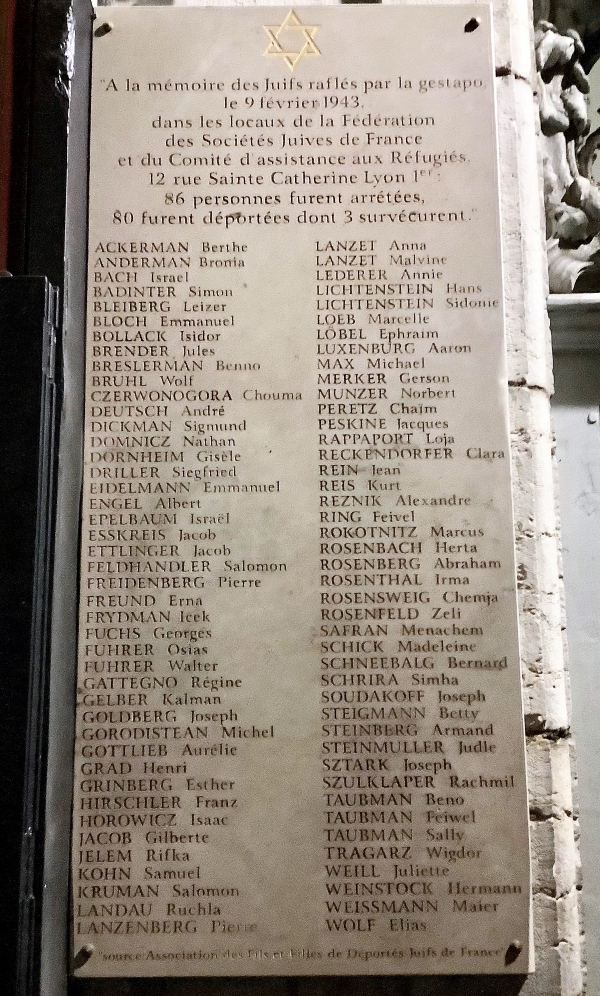 "A la mémoire des Juifs raflés par la gestapo,
le 9 février 1943,
dans les locaux de la Fédération
des Sociétés Juives de France
et du Comité d'assistance aux Réfugiés,
12 rue Sainte Catherine Lyon 1er :
86 personnes furent arrêtées,
80 furent déportées dont 3 survécurent."
ACKERMAN Berthe
ANDERMAN Bronia
BACH Israel
BADINTER Simon
BLEIBERG Leizer
BLOCH Emmanuel
BOLLACK Isidor
BRENDER Jules
BRESLERMAN Benno
BRUHL Wolf
CZERWONOGORA Chouma
DEUTSCH André
DICKMAN Sigmund
DOMNICZ Nathan
DORNHEIM Gisèle
DRILLER Siegfried
EIDELMANN Emmanuel
ENGEL Albert
EPELBAUM Israël
ESSKREIS Jacob
ETTLINGER Jacob
FELDHANDLER Salomon
FREIDENBERG Pierre
FREUND Erna
FRYDMAN Icek
FUCHS Georges
FUHRER Osias
FUHRER Walter
GATTEGNO Régine
GELBER Kalman
GOLDBERG Joseph
GORODISTEAN Michel
GOTTLIEB Aurélie
GRAD Henri
GRINBERG Esther
HIRSCHLER Franz
HOROWICZ Isaac
JACOB Gilberte
JELEM Rifka
KOHN Samuel
KRUMAN Salomon
LANDAU Ruchla
LANZENBERG Pierre
LANZET Anna
LANZET Malvine
LEDERER Annie
LICHTENSTEIN Hans
LICHTENSTEIN Sidonie
LOEB Marcelle
LÖBEL Ephraim
LUXENBURG Aaron
MAX Michael
MERKER Gerson
MUNZER Norbert
PERETZ Chaïm
PESKINE Jacques
RAPPAPORT Loja
RECKENDORFER Clara
REIN Jean
REIS Kurt
REZNIK Alexandre
RING Feivel
ROKOTNITZ Marcus
ROSENBACH Herta
ROSENBERG Abraham
ROSENTHAL Irma
ROSENSWEIG Chemja
ROSENFELD Zeli
SAFRAN Menachem
SCHICK Madeleine
SCHNEEBALG Bernard
SCHRIRA Simha
SOUDAKOFF Joseph
STEIGMANN Betty
STEINBERG Armand
STEINMULLER Judle
SZTARK Joseph
SZULKLAPER Rachmil
TAUBMAN Beno
TAUBMAN Feiwel
TAUBMAN Sally
TRAGARZ Wigdor
WEILL Juliette
WEINSTOCK Hermann
WEISSMANN Maier
WOLF Elias
"source:Association des Fils et Filles de Déportés Juifs de France"